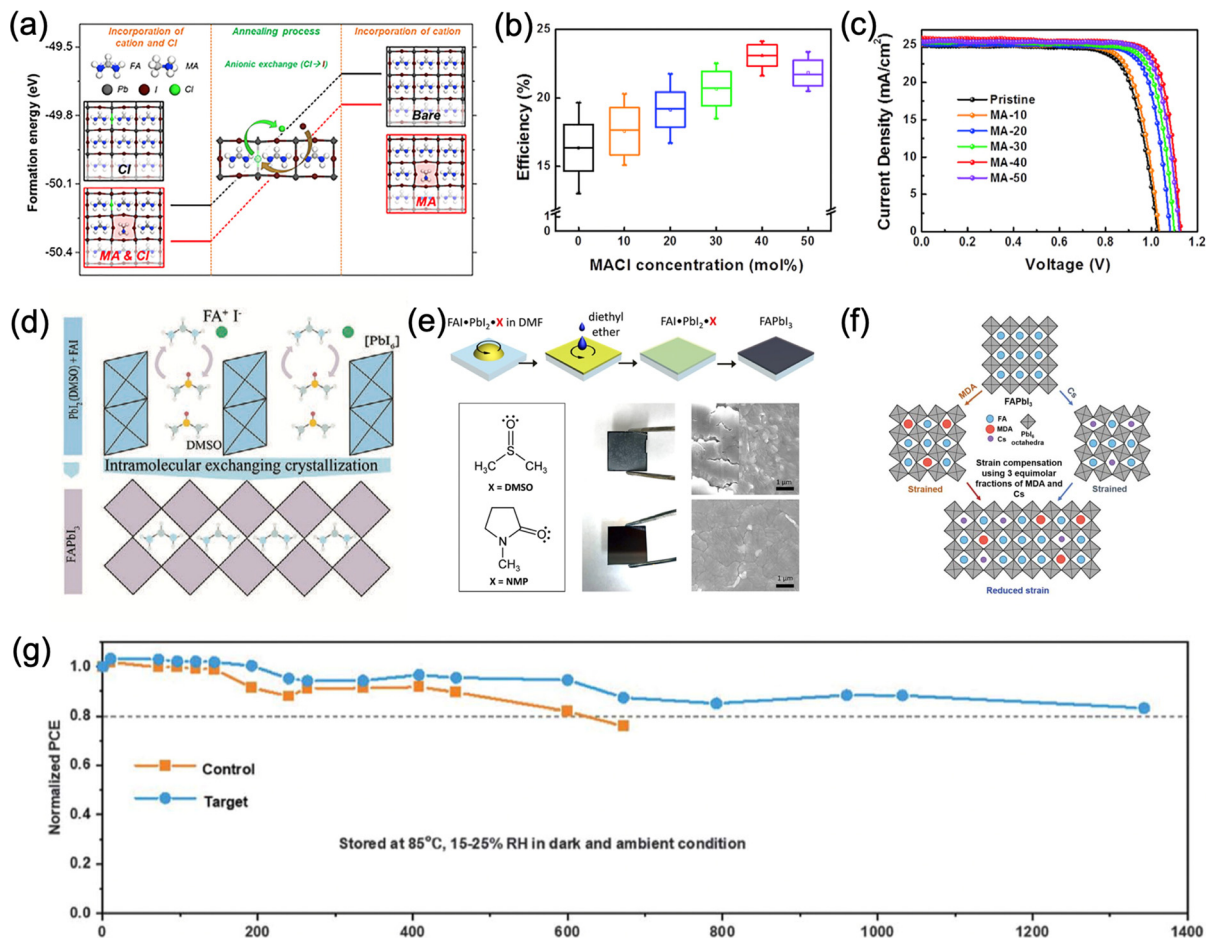 (a)
Incorporation of
cation and Cl
Annealing process
Incorporation of cation
Anionic exchange (Cl→I)
FA
MA
Pb
I
Cl
Cl
MA & Cl
Bare
MA
Formation energy (eV)
-49.5
-49.8
-50.1
-50.4
(b)
Efficiency (%)
25
20
15
1
0
0
10
20
30
40
50
MACl concentration (mol%)
(c)
Current Density (mA/cm²)
25
20
15
10
5
0
Pristine
MA-10
MA-20
MA-30
MA-40
MA-50
0.0
0.2
0.4
0.6
0.8
1.0
1.2
Voltage (V)
(d)
PbI₂(DMSO) + FAI
FA⁺ I⁻
[PbI₆]
DMSO
Intramolecular exchanging crystallization
FAPbI₃
(e)
FAI•PbI₂•X in DMF
diethyl
ether
FAI•PbI₂•X
FAPbI₃
O
S
H₃C
CH₃
X = DMSO
N
O
CH₃
X = NMP
1 μm
1 μm
(f)
MDA
Cs
FAPbI₃
FA
MDA
Cs
PbI₆
octahedra
Strain compensation
using 3 equimolar
fractions of MDA and
Cs
Strained
Strained
Reduced strain
(g)
Normalized PCE
1.0
0.8
0.6
0.4
0.2
0.0
Control
Target
Stored at 85°C, 15-25% RH in dark and ambient condition
0
200
400
600
800
1000
1200
1400